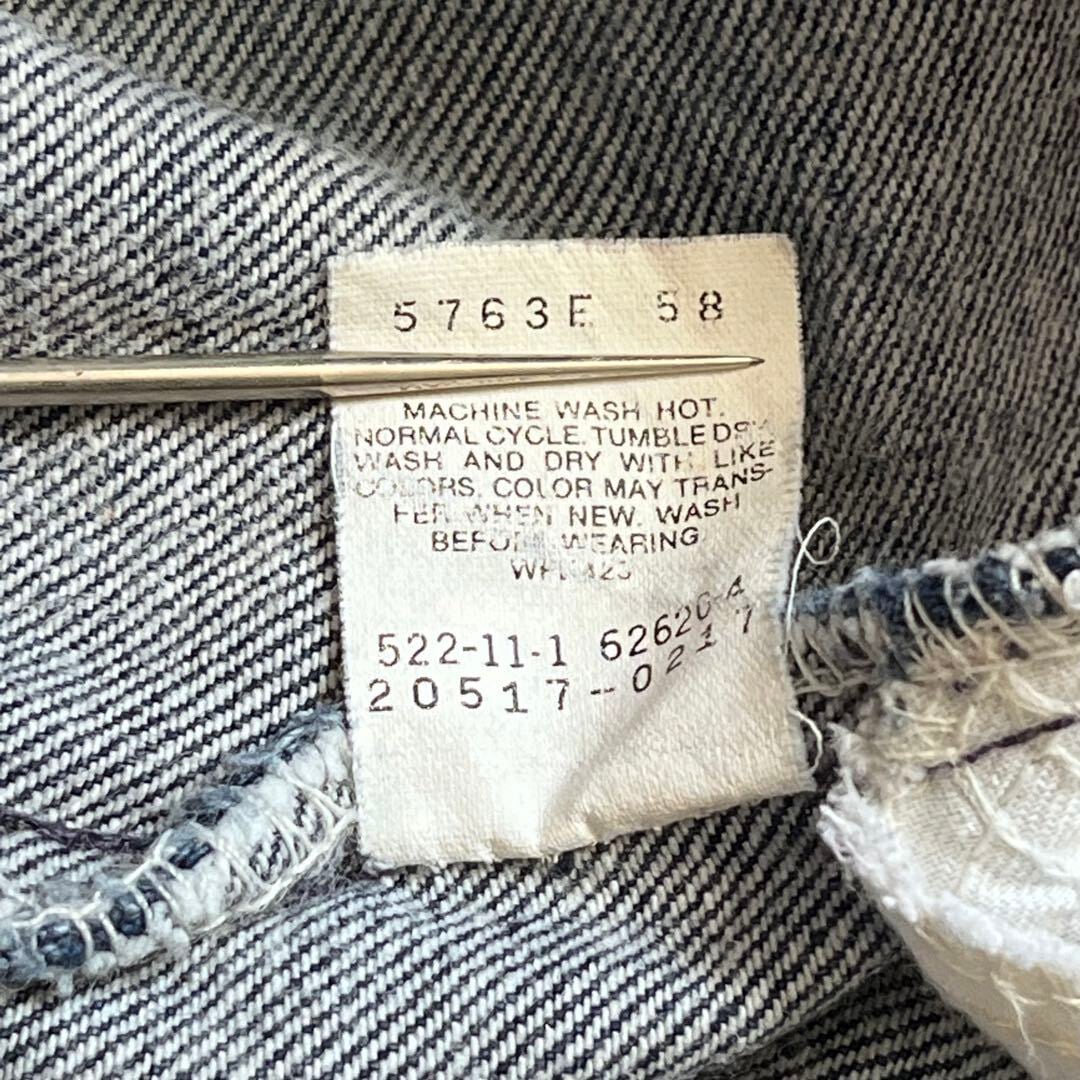 5763E 58
MACHINE WASH HOT.
NORMAL CYCLE. TUMBLE DRY.
WASH AND DRY WITH LIKE
COLORS. COLOR MAY TRANS-
FER WHEN NEW. WASH
BEFORE WEARING
522-11-1 62620-A
20517-0217